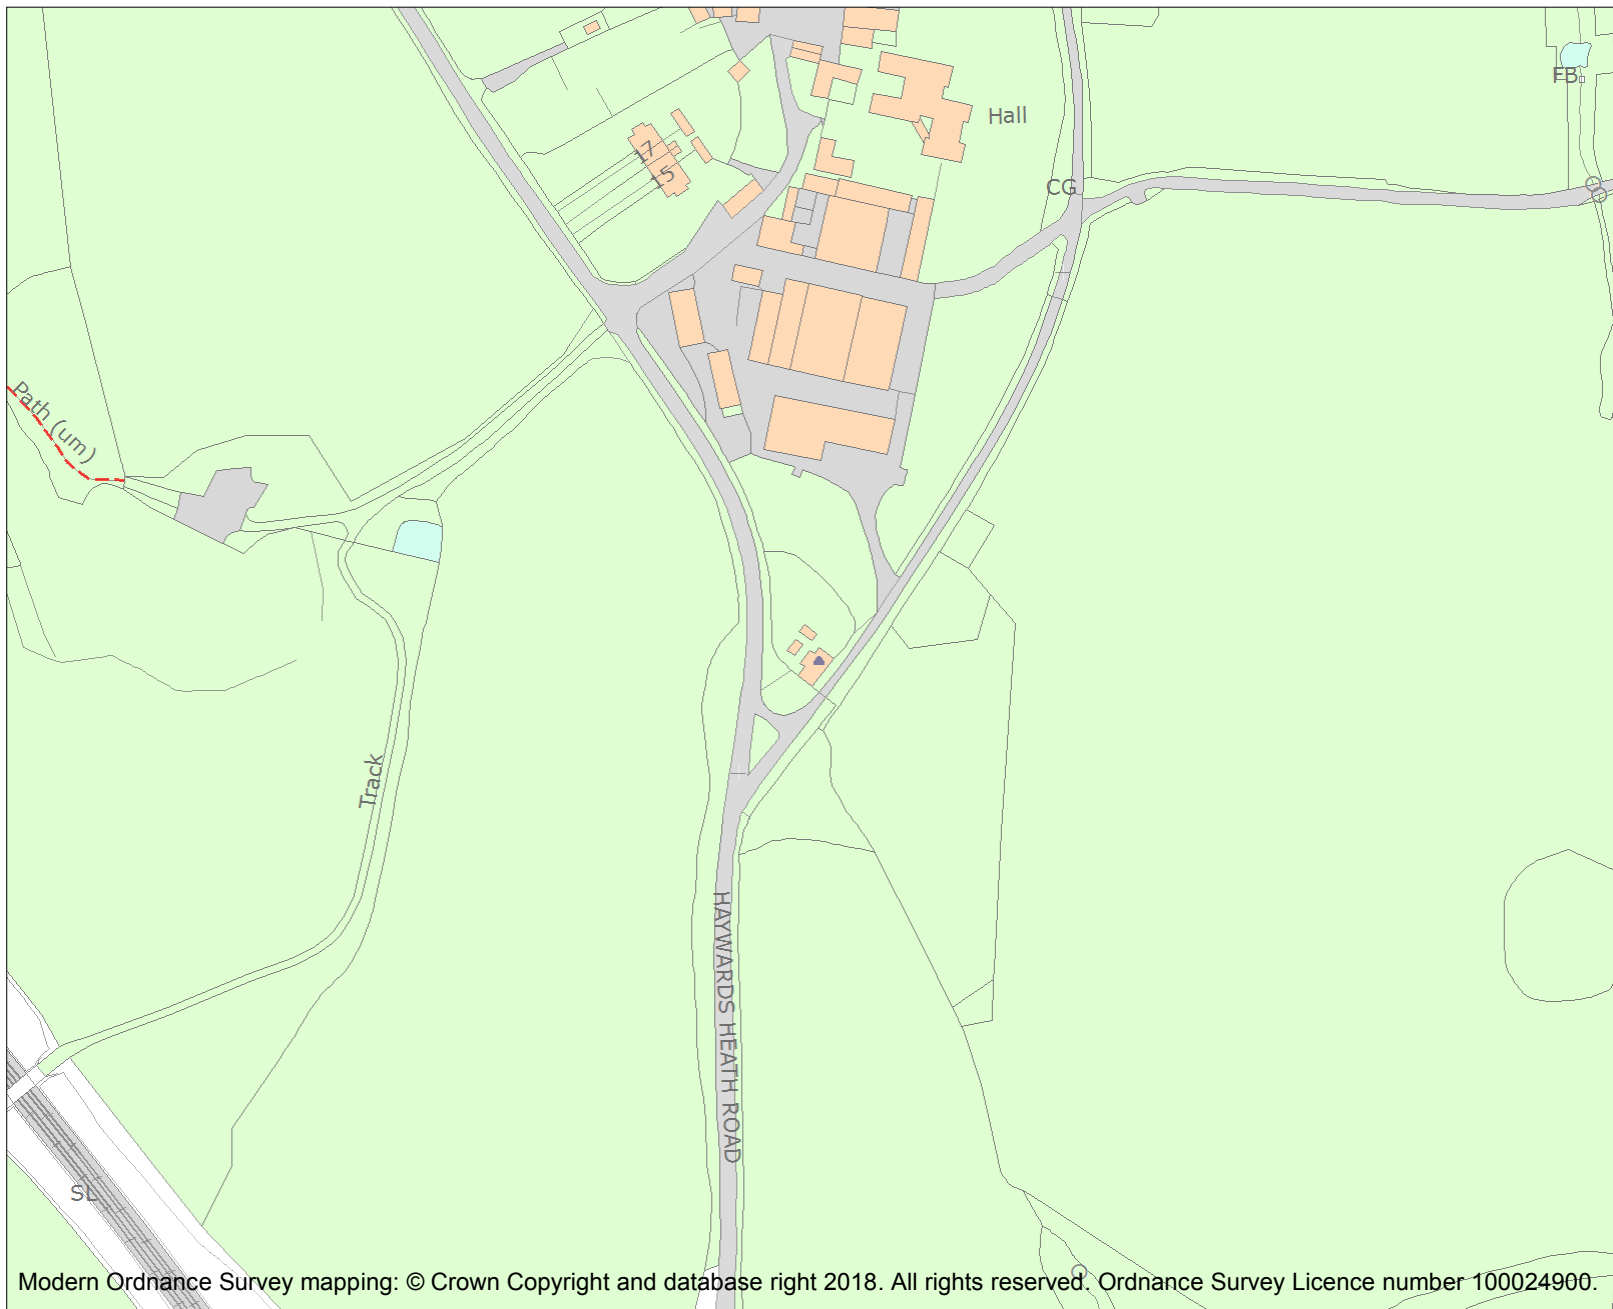 FB
Hall
17
15
CG
Path (um)
Track
HAYWARDS HEATH ROAD
SL
Modern Ordnance Survey mapping: © Crown Copyright and database right 2018. All rights reserved. Ordnance Survey Licence number 100024900.